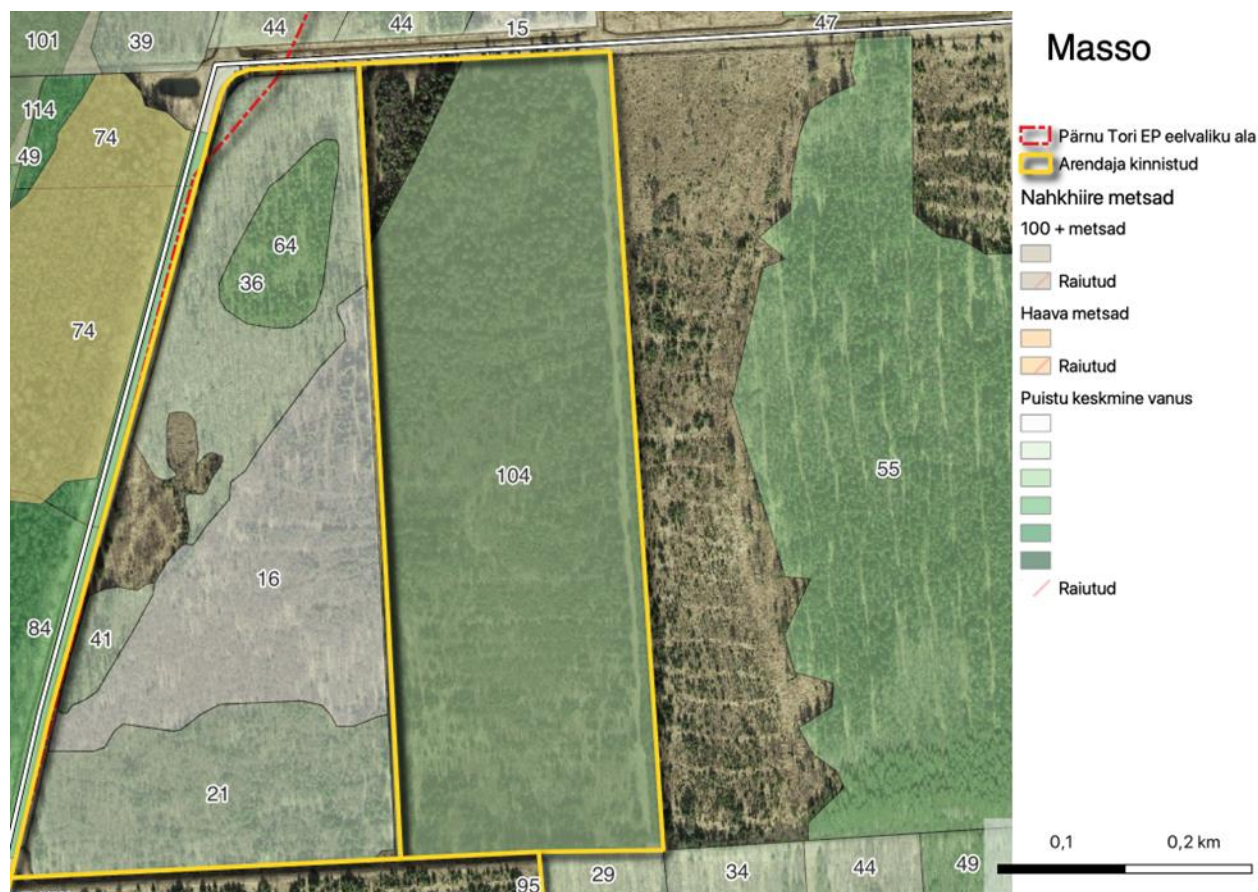 Masso
Pärnu Tori EP eelvaliku ala
Arendaja kinnistud
Nahkhiire metsad
100 + metsad
Raiutud
Haava metsad
Raiutud
Puistu keskmine vanus
Raiutud
0,1 0,2 km
101
39
44
44
15
47
114
49
74
64
36
74
104
55
16
84
41
21
95
29
34
44
49